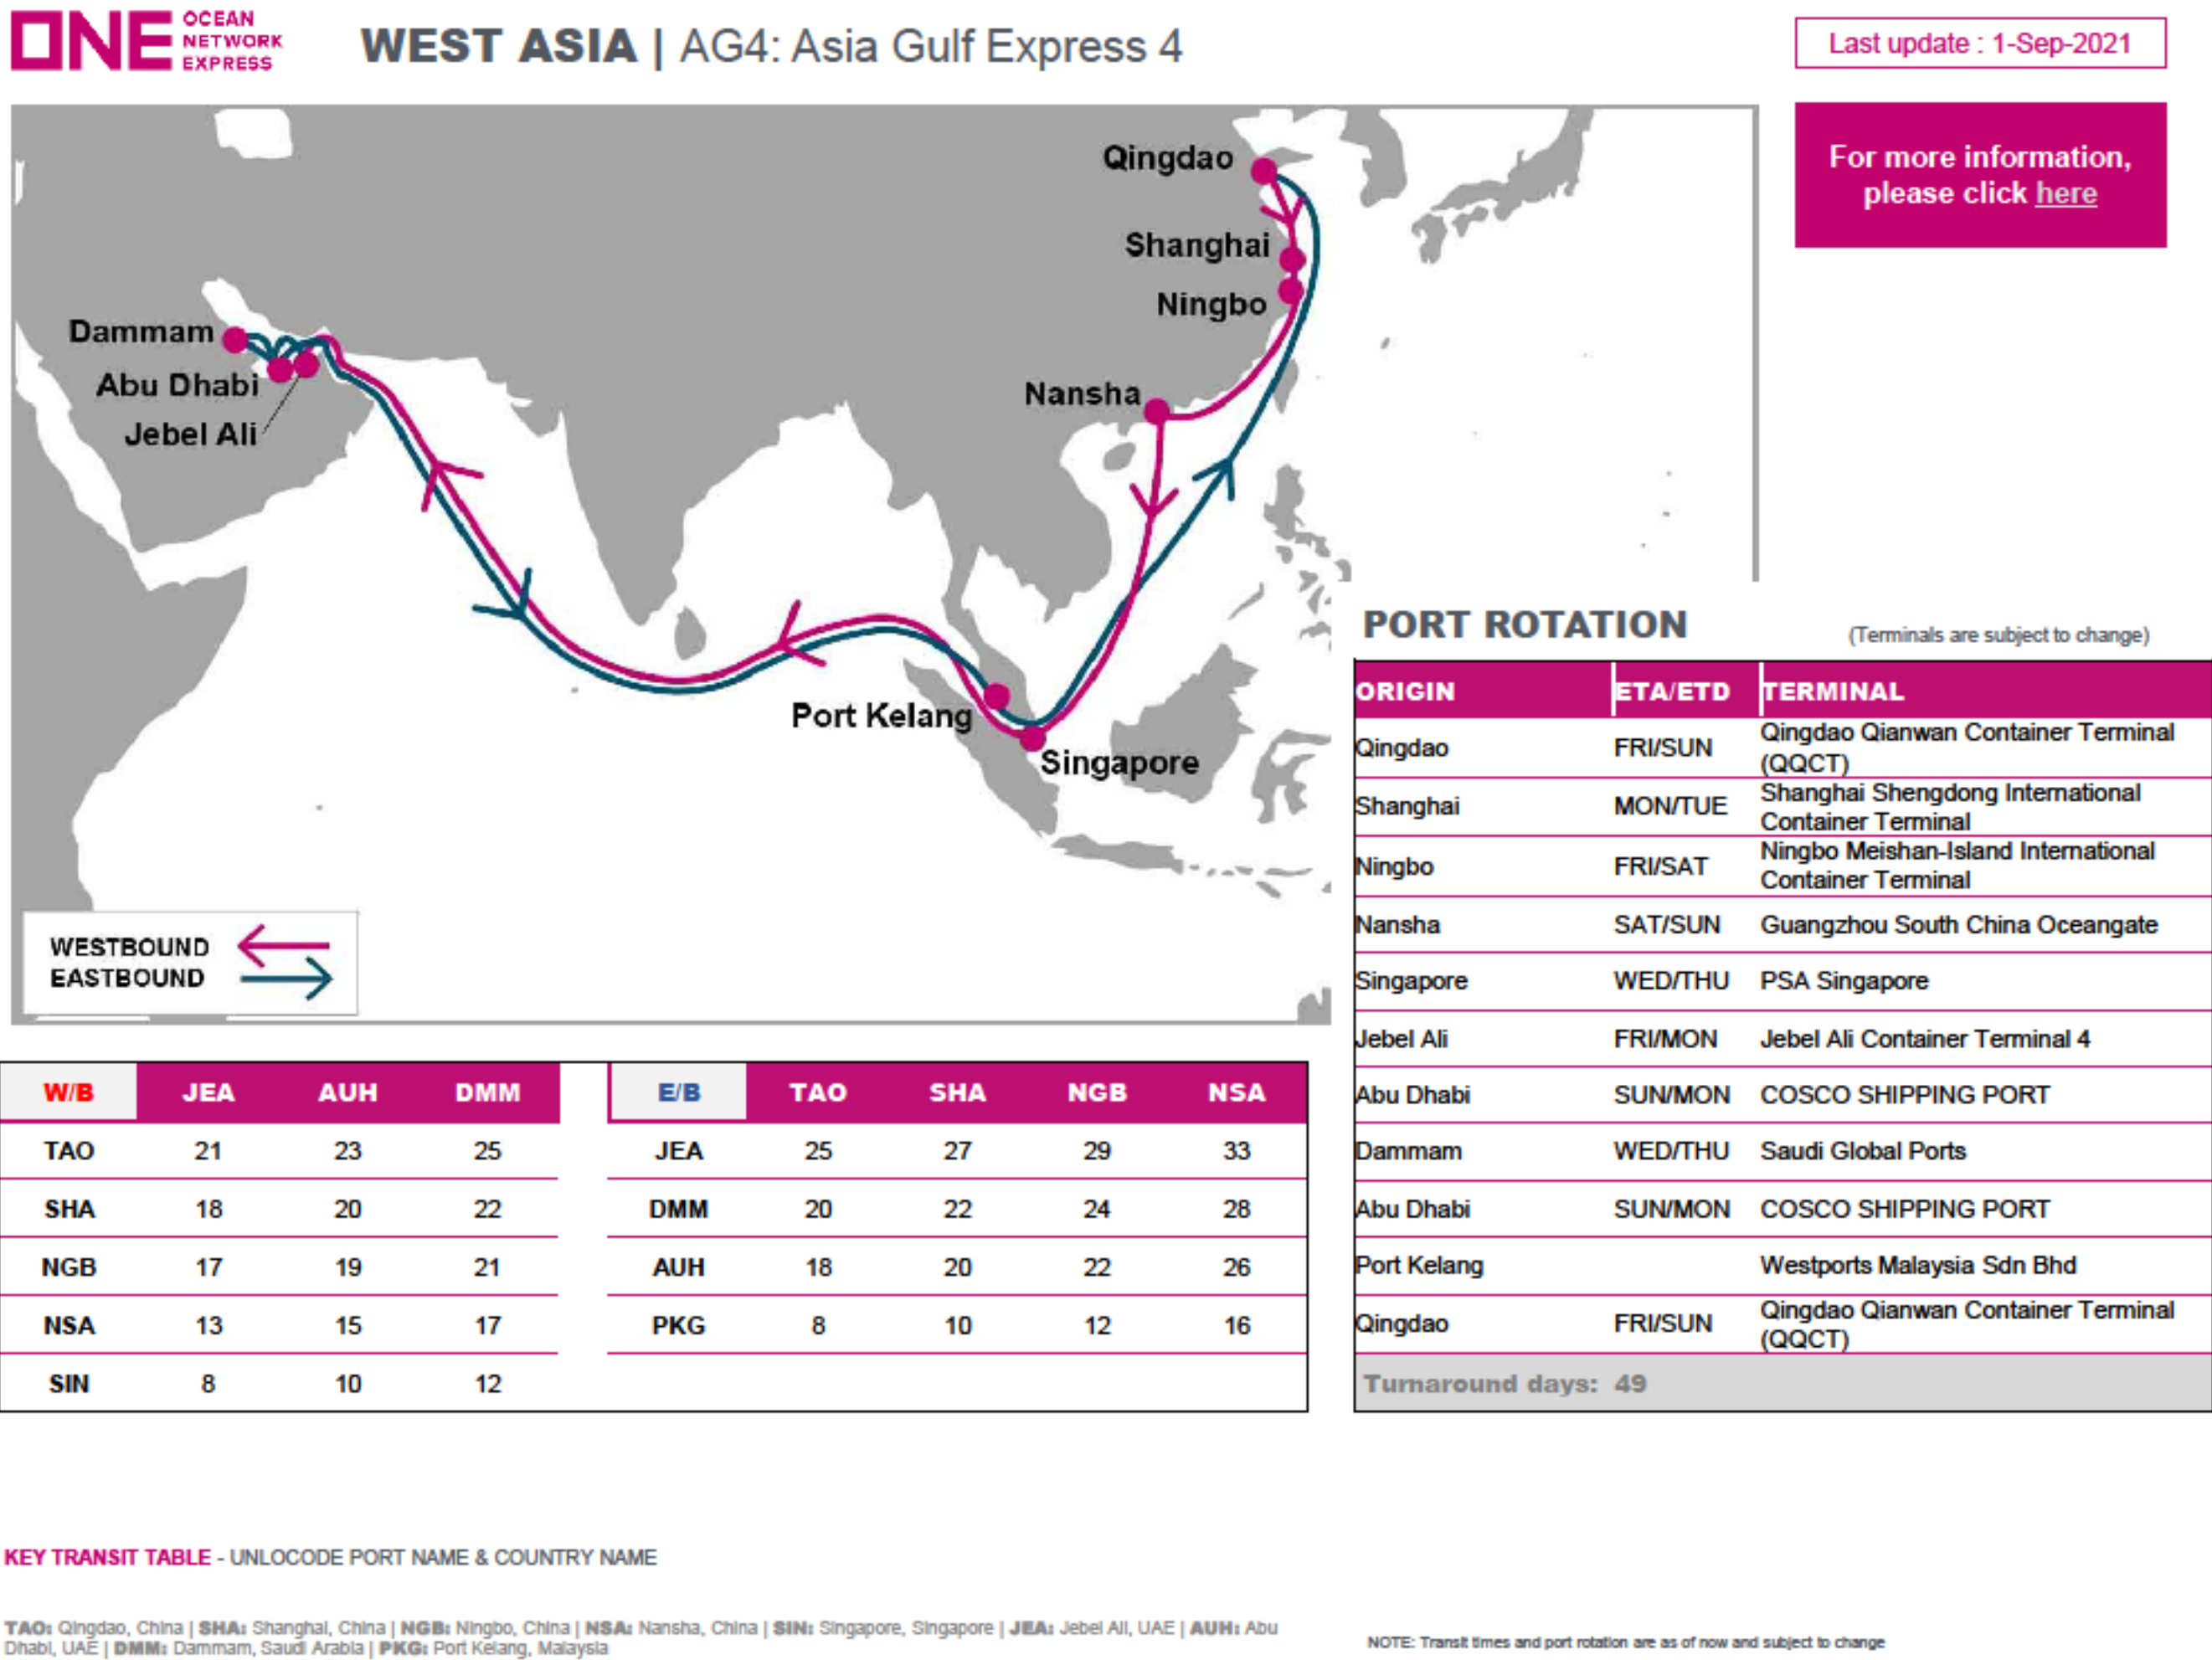 ONE OCEAN
NETWORK
EXPRESS
WEST ASIA | AG4: Asia Gulf Express 4
Last update : 1-Sep-2021
For more information,
please click here
Qingdao
Shanghai
Ningbo
Nansha
Dammam
Abu Dhabi
Jebel Ali
Port Kelang
Singapore
WESTBOUND
EASTBOUND
PORT ROTATION (Terminals are subject to change)
ORIGIN ETA/ETD TERMINAL
Qingdao FRI/SUN Qingdao Qianwan Container Terminal
(QQCT)
Shanghai MON/TUE Shanghai Shengdong International
Container Terminal
Ningbo FRI/SAT Ningbo Meishan-Island International
Container Terminal
Nansha SAT/SUN Guangzhou South China Oceangate
Singapore WED/THU PSA Singapore
Jebel Ali FRI/MON Jebel Ali Container Terminal 4
Abu Dhabi SUN/MON COSCO SHIPPING PORT
Dammam WED/THU Saudi Global Ports
Abu Dhabi SUN/MON COSCO SHIPPING PORT
Port Kelang Westports Malaysia Sdn Bhd
Qingdao FRI/SUN Qingdao Qianwan Container Terminal
(QQCT)
Turnaround days: 49
W/B JEA AUH DMM
TAO 21 23 25
SHA 18 20 22
NGB 17 19 21
NSA 13 15 17
SIN 8 10 12
E/B TAO SHA NGB NSA
JEA 25 27 29 33
DMM 20 22 24 28
AUH 18 20 22 26
PKG 8 10 12 16
KEY TRANSIT TABLE - UNLOCODE PORT NAME & COUNTRY NAME
TAO: Qingdao, China | SHA: Shanghai, China | NGB: Ningbo, China | NSA: Nansha, China | SIN: Singapore, Singapore | JEA: Jebel Ali, UAE | AUH: Abu
Dhabi, UAE | DMM: Dammam, Saudi Arabia | PKG: Port Kelang, Malaysia
NOTE: Transit times and port rotation are as of now and subject to change